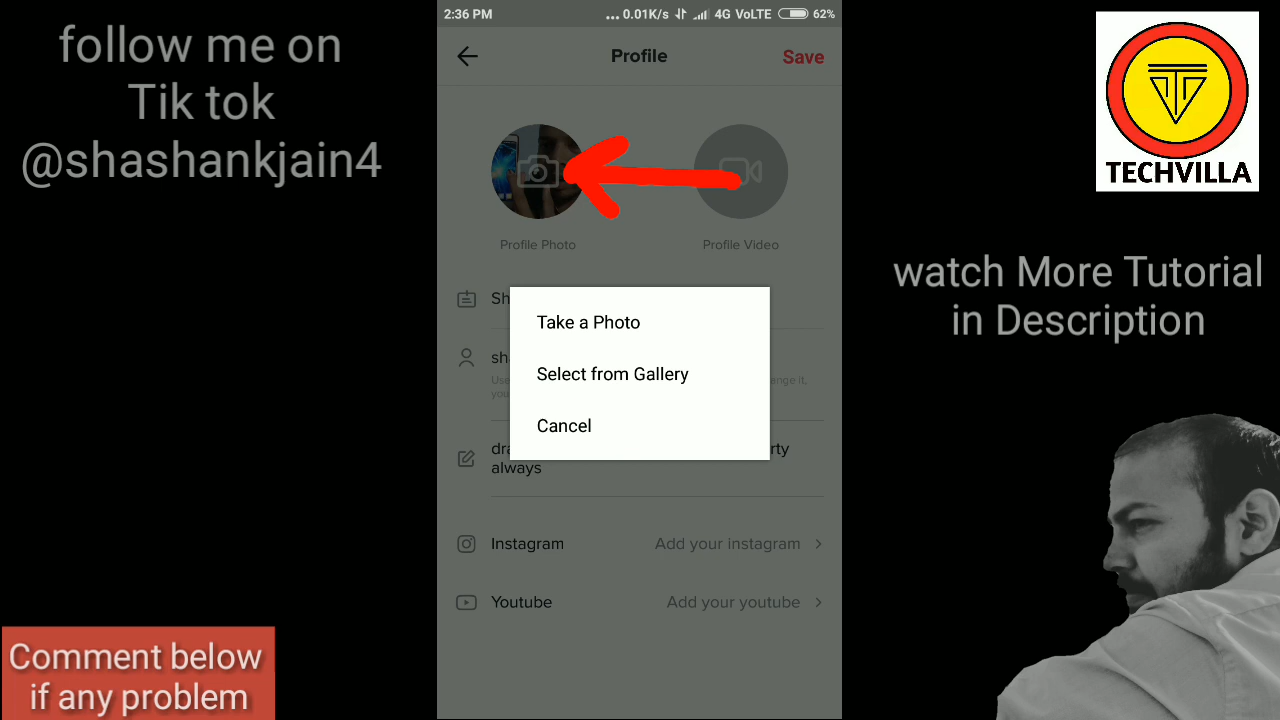 follow me on
Tik tok
@shashankjain4
2:36 PM
... 0.01K/s 4G VoLTE 62%
Profile
Save
Profile Photo
Profile Video
Take a Photo
Select from Gallery
Cancel
always
Instagram
Add your instagram
Youtube
Add your youtube
TECHVILLA
watch More Tutorial
in Description
Comment below
if any problem